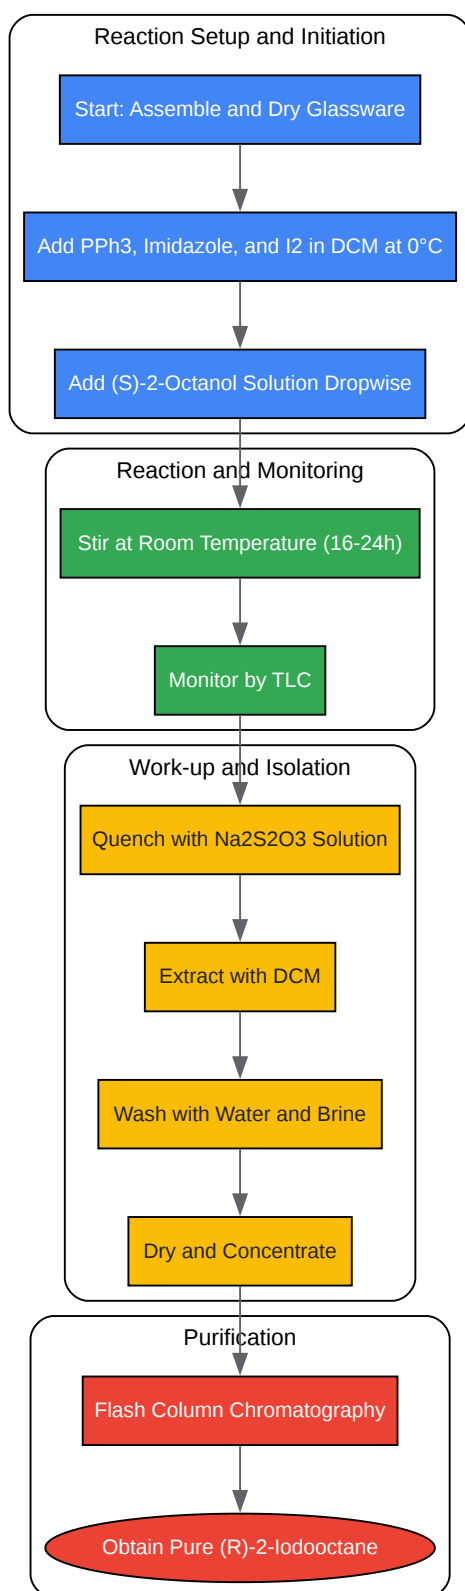 Reaction Setup and Initiation
Start: Assemble and Dry Glassware
Add PPh3, Imidazole, and I2 in DCM at 0°C
Add (S)-2-Octanol Solution Dropwise
Reaction and Monitoring
Stir at Room Temperature (16-24h)
Monitor by TLC
Work-up and Isolation
Quench with Na2S2O3 Solution
Extract with DCM
Wash with Water and Brine
Dry and Concentrate
Purification
Flash Column Chromatography
Obtain Pure (R)-2-Iodooctane